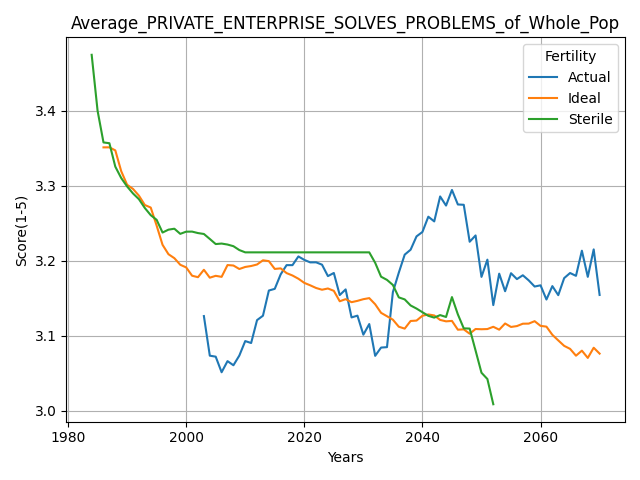 Average_PRIVATE_ENTERPRISE_SOLVES_PROBLEMS_of_Whole_Pop
Fertility
Actual
Ideal
Sterile
Score(1-5)
3.4
3.3
3.2
3.1
3.0
1980 2000 2020 2040 2060
Years